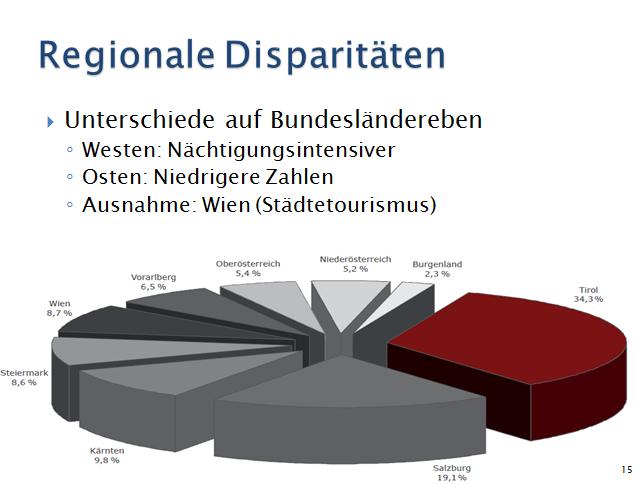 Regionale Disparitäten
Unterschiede auf Bundesländereben
Westen: Nächtigungsintensiver
Osten: Niedrigere Zahlen
Ausnahme: Wien (Städtetourismus)
Niederösterreich
5,2 %
Oberösterreich
5,4 %
Burgenland
2,3 %
Vorarlberg
6,5 %
Tirol
34,3%
Wien
8,7 %
Steiermark
8,6 %
Kärnten
9,8 %
Salzburg
19,1%
15